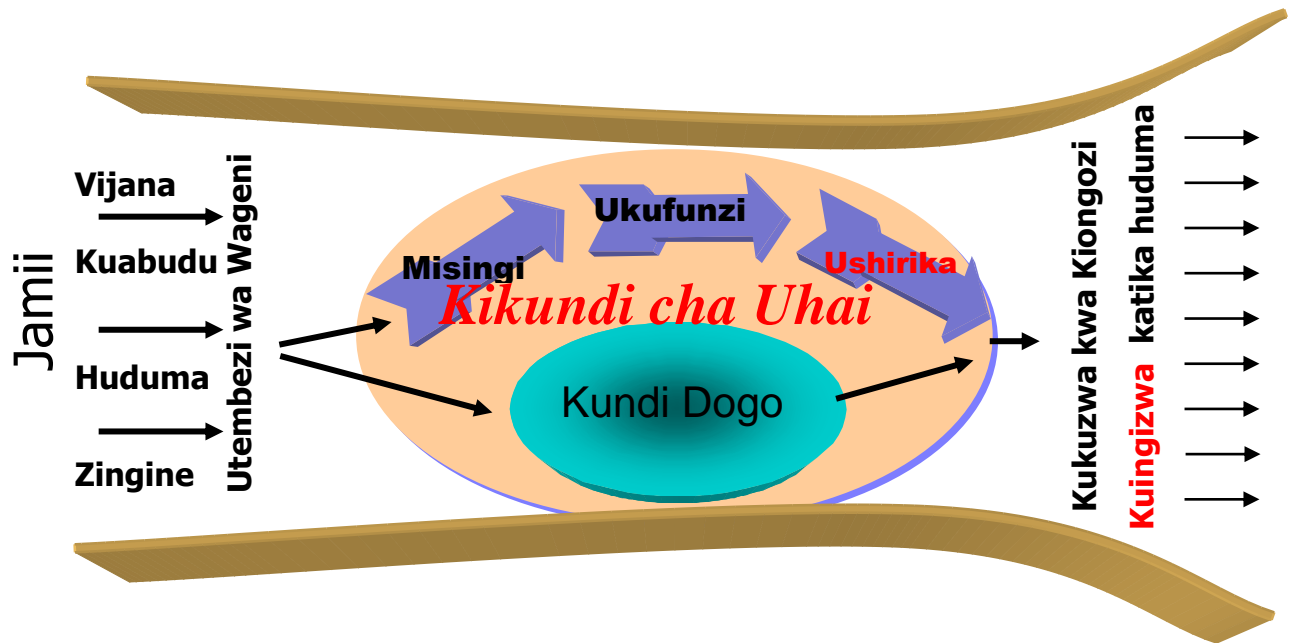 Jamii
Vijana
Kuabudu
Huduma
Zingine
Utembezi wa Wageni
Misingi
Ukufunzi
Ushirika
Kikundi cha Uhai
Kundi Dogo
Kukuzwa kwa Kiongozi
Kuingizwa katika huduma